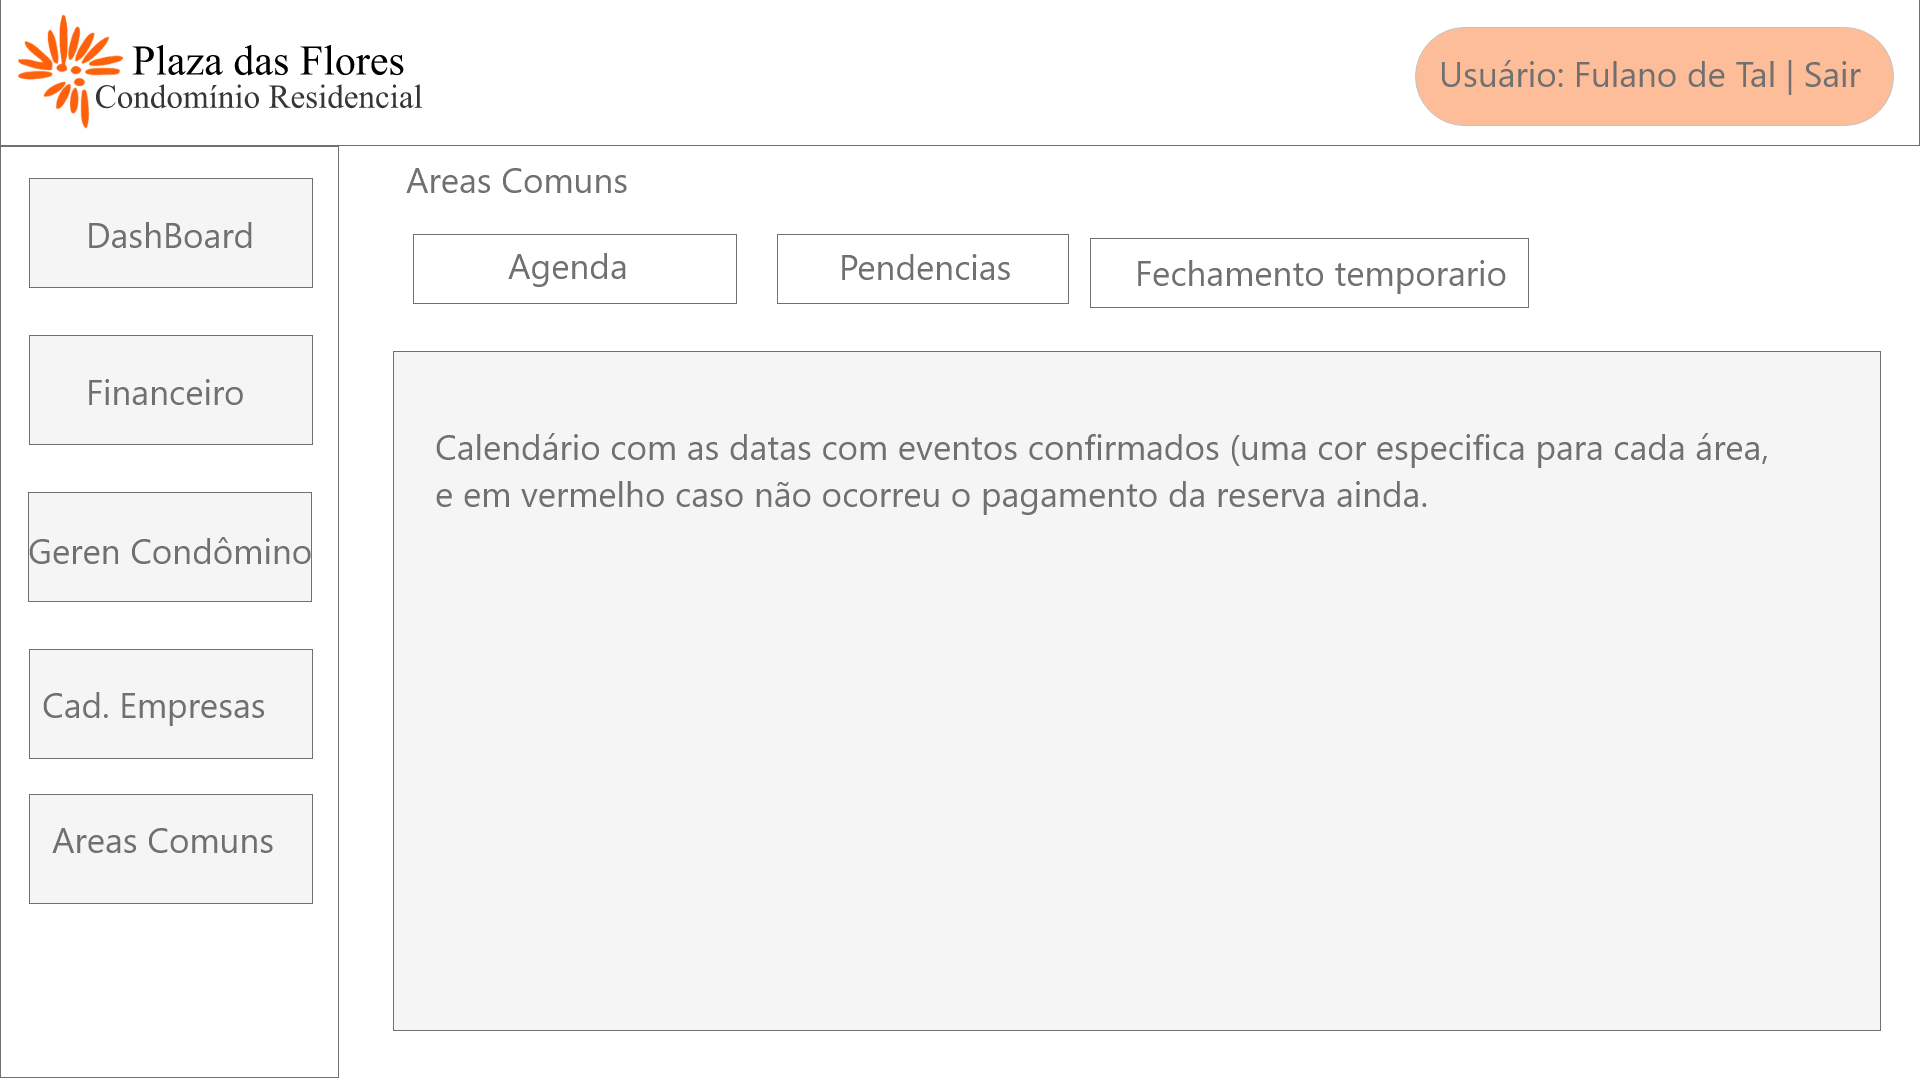 Plaza das Flores
Condomínio Residencial
Usuário: Fulano de Tal | Sair
DashBoard
Financeiro
Geren Condômino
Cad. Empresas
Areas Comuns
Areas Comuns
Agenda
Pendencias
Fechamento temporario
Calendário com as datas com eventos confirmados (uma cor especifica para cada área,
e em vermelho caso não ocorreu o pagamento da reserva ainda.